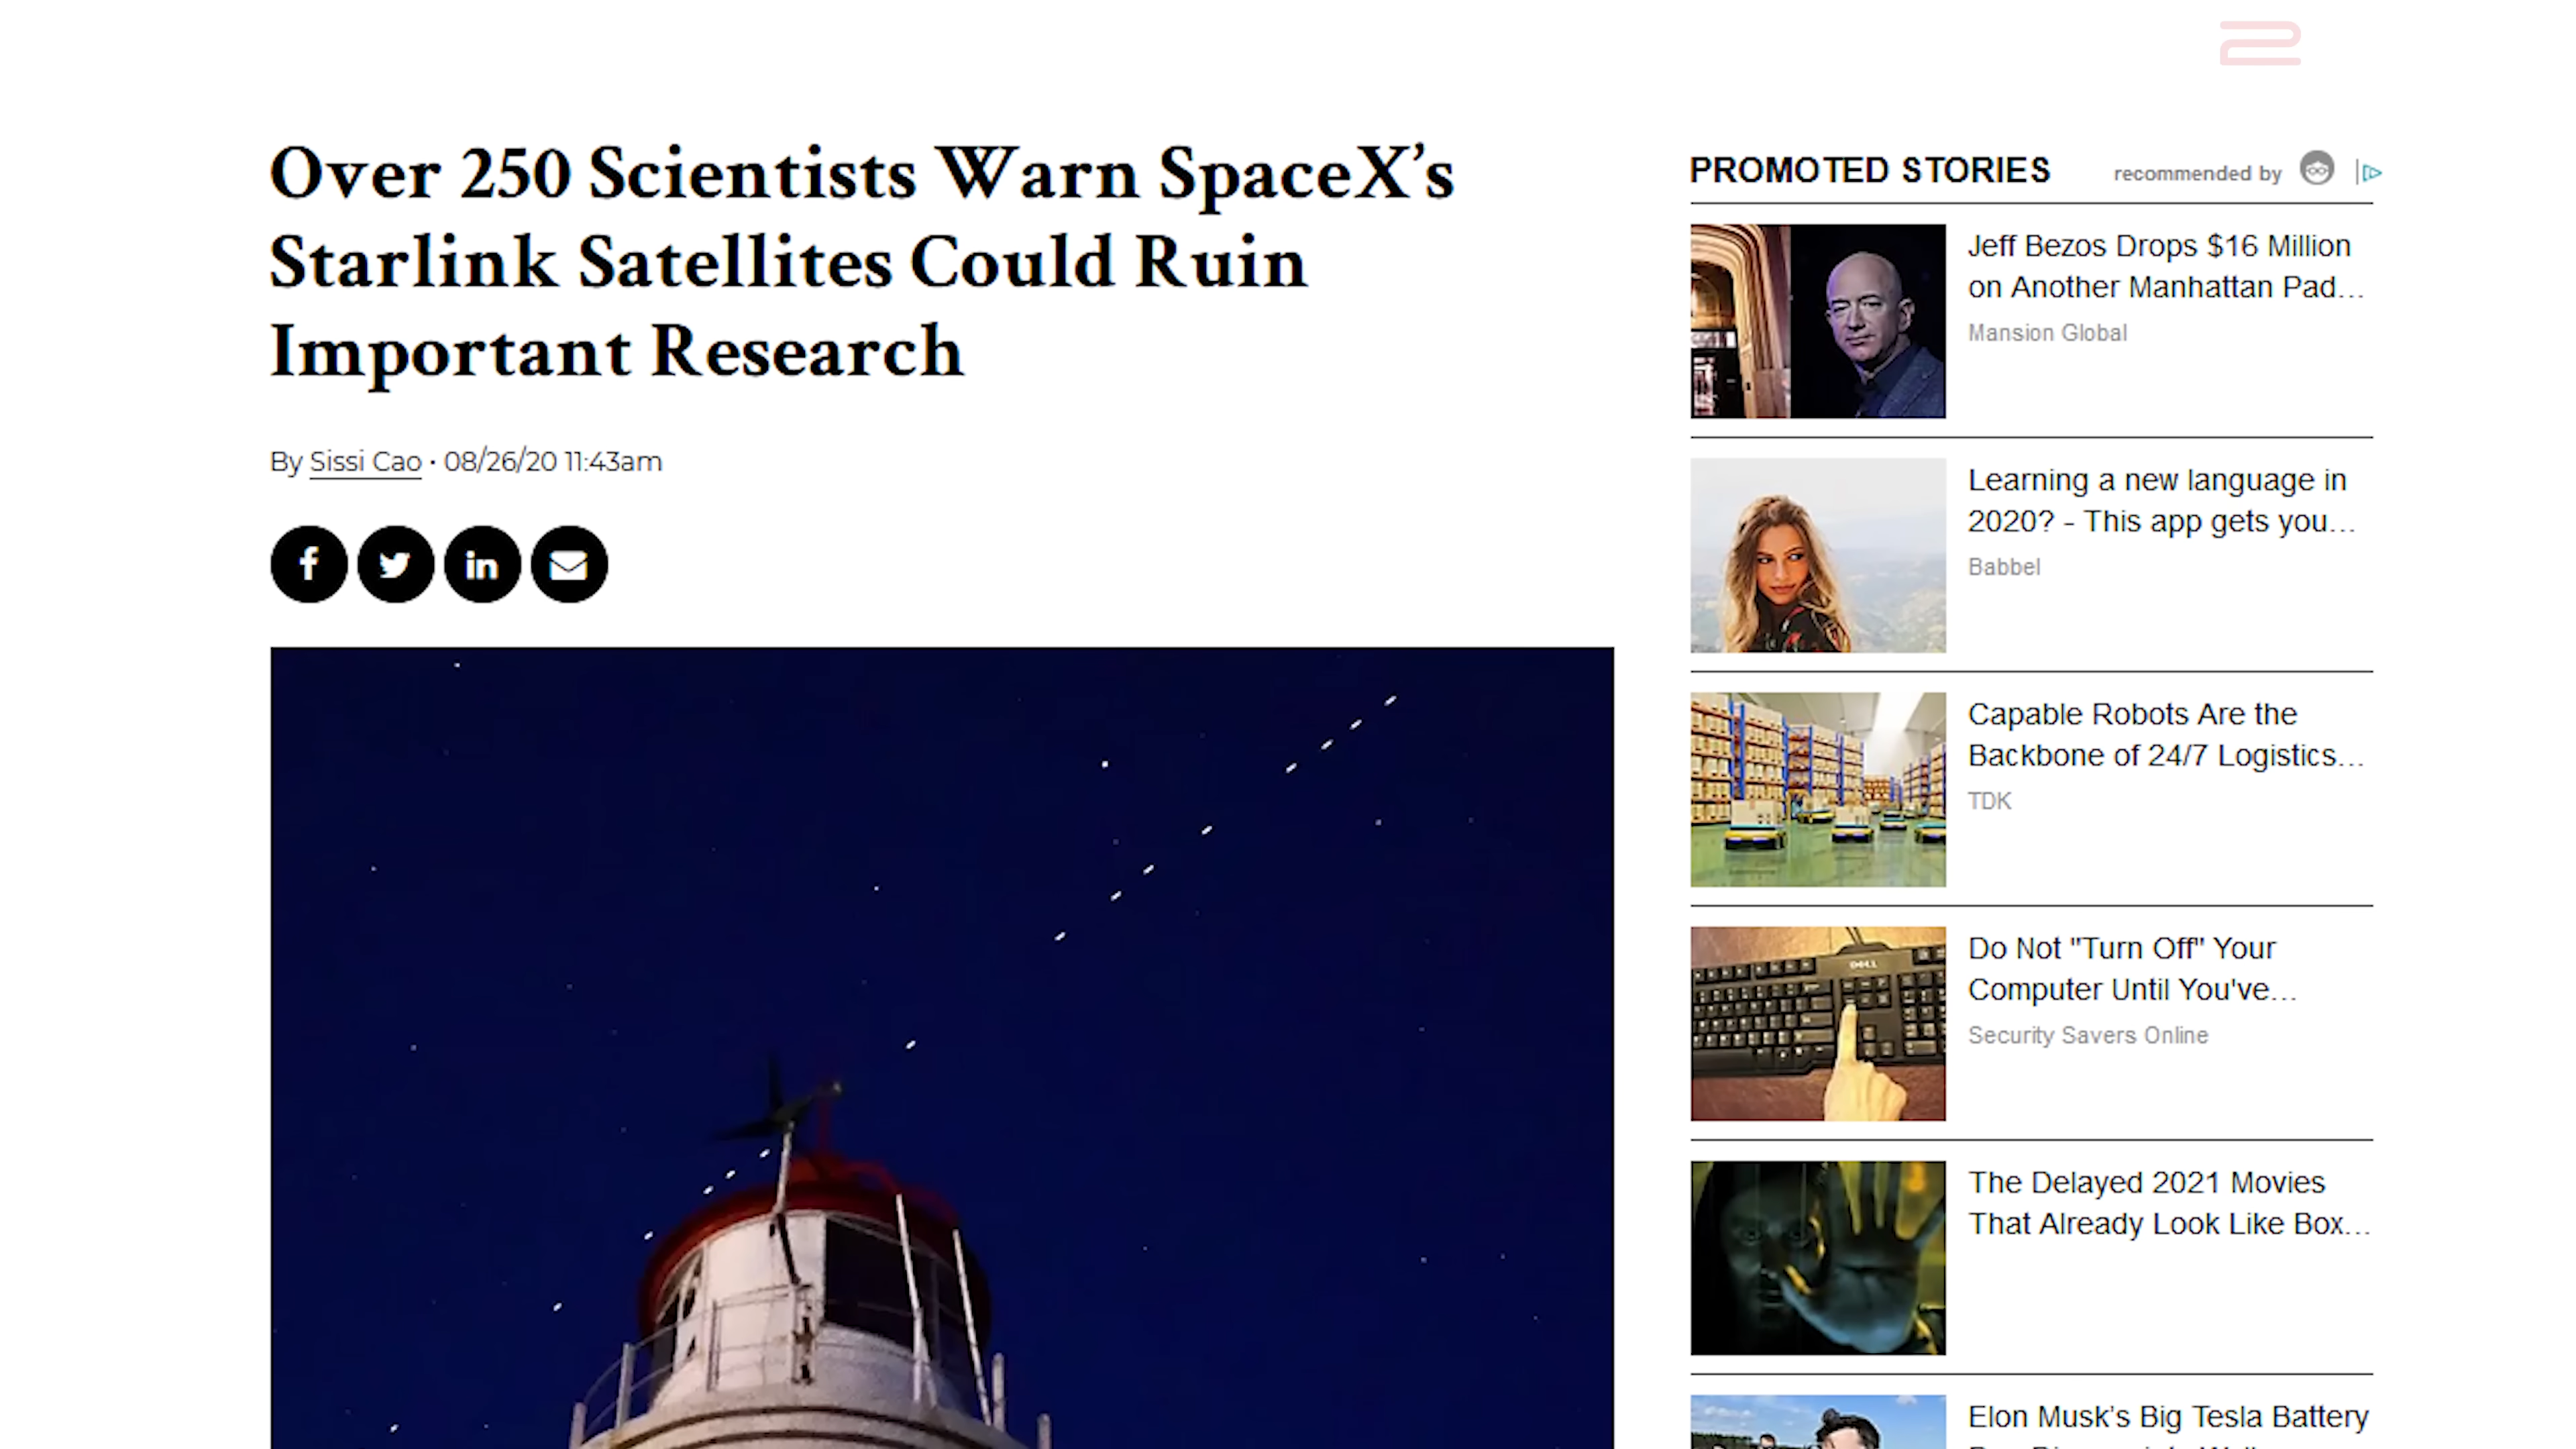 Over 250 Scientists Warn SpaceX’s
Starlink Satellites Could Ruin
Important Research
By Sissi Cao · 08/26/20 11:43am
PROMOTED STORIES
recommended by
Jeff Bezos Drops $16 Million
on Another Manhattan Pad…
Mansion Global
Learning a new language in
2020? - This app gets you…
Babbel
Capable Robots Are the
Backbone of 24/7 Logistics…
TDK
Do Not "Turn Off" Your
Computer Until You've…
Security Savers Online
The Delayed 2021 Movies
That Already Look Like Box…
Elon Musk’s Big Tesla Battery